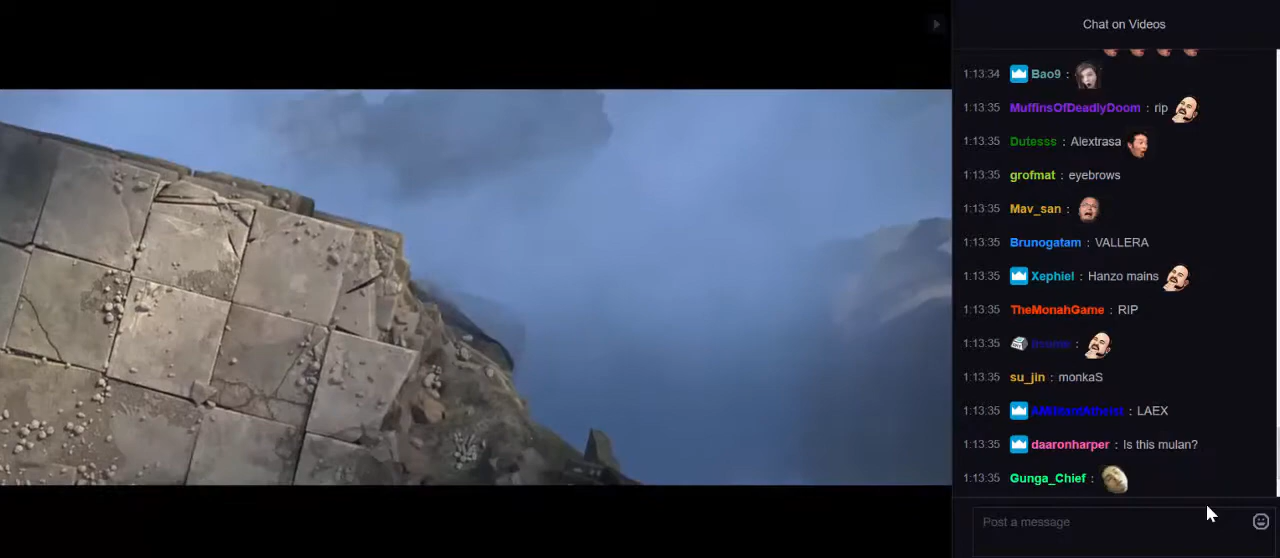 Chat on Videos
1:13:34 Bao9 :
1:13:35 MuffinsOfDeadlyDoom : rip
1:13:35 Dutesss : Alextrasa
1:13:35 grofmat : eyebrows
1:13:35 Mav_san :
1:13:35 Brunogatam : VALLERA
1:13:35 Xephiel : Hanzo mains
1:13:35 TheMonahGame : RIP
1:13:35 :
1:13:35 su_jin : monkaS
1:13:35 AMilitantAtheist : LAEX
1:13:35 daaronharper : Is this mulan?
1:13:35 Gunga_Chief :
Post a message